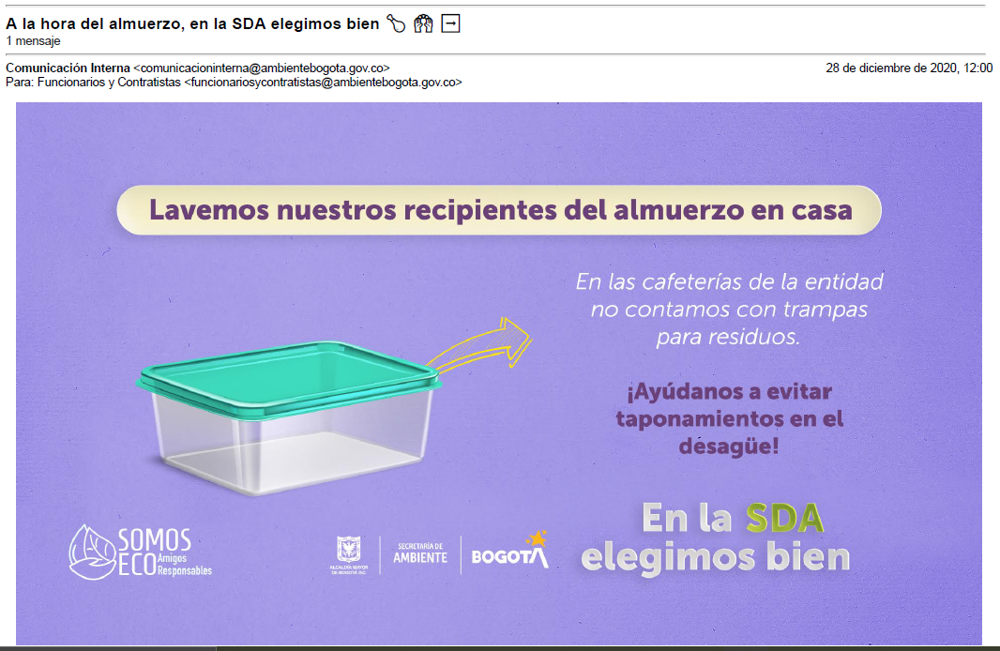 A la hora del almuerzo, en la SDA elegimos bien
1 mensaje
Comunicación Interna <comunicacioninterna@ambientebogota.gov.co>
28 de diciembre de 2020, 12:00
Para: Funcionarios y Contratistas <funcionariosycontratistas@ambientebogota.gov.co>
Lavemos nuestros recipientes del almuerzo en casa
En las cafeterías de la entidad
no contamos con trampas
para residuos.
¡Ayúdanos a evitar
taponamientos en el
desagüe!
En la SDA
elegimos bien
SOMOS
ECO Amigos
Responsables
ALCALDÍA MAYOR
DE BOGOTÁ D.C.
SECRETARÍA DE
AMBIENTE
BOGOTÁ